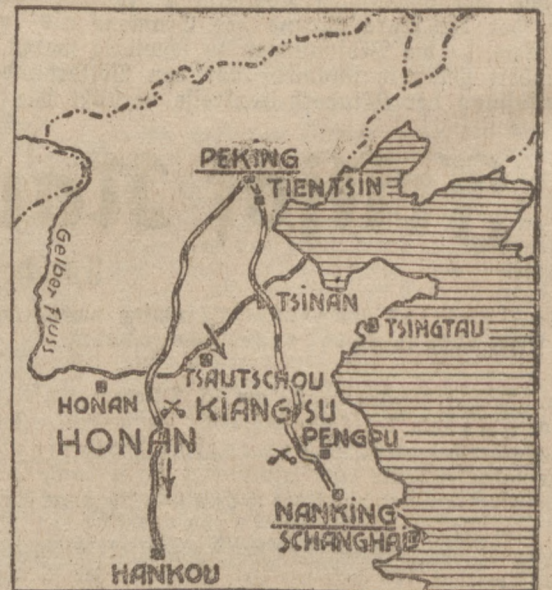 PEKING
TIENTSIN
Gelber Fluss
TSINAN
TSINGTAU
TSAUTSCHOU
HONAN
KIANGSU
HONAN
PENGPU
NANKING
SCHANGHAI
HANKOU